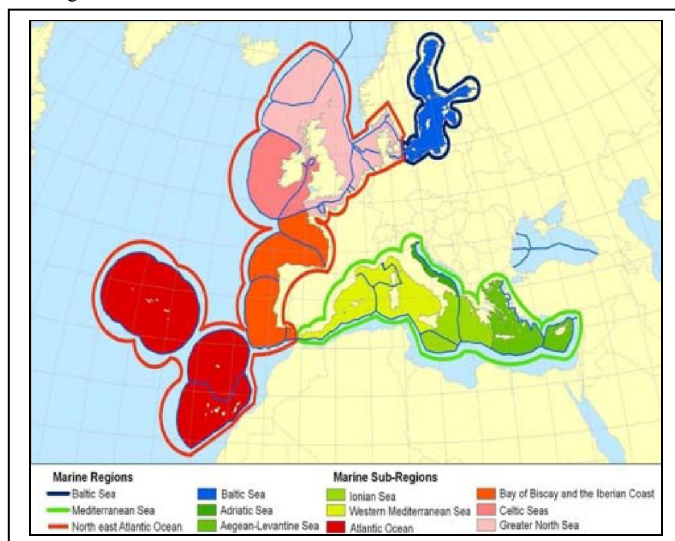 Marine Regions
Baltic Sea
Mediterranean Sea
North east Atlantic Ocean
Marine Sub-Regions
Baltic Sea
Adriatic Sea
Aegean-Levantine Sea
Ionian Sea
Western Mediterranean Sea
Atlantic Ocean
Bay of Biscay and the Iberian Coast
Celtic Seas
Greater North Sea